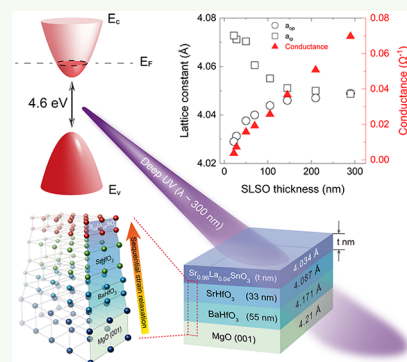 E_c
E_F
4.6 eV
E_v
Deep UV (λ ~ 300 nm)
Lattice constant (Å)
4.08
4.06
4.04
4.02
a_op
a_ip
Conductance
0.08
0.06
0.04
0.02
0.00
Conductance (Ω⁻¹)
0
100
200
300
SLSO thickness (nm)
SrHfO₃
BaHfO₃
MgO (001)
Sequential strain relaxation
t nm
Sr₀.₉₆La₀.₀₄SnO₃ (t nm)
4.034 Å
SrHfO₃ (33 nm)
4.087 Å
BaHfO₃ (55 nm)
4.171 Å
MgO (001)
4.21 Å